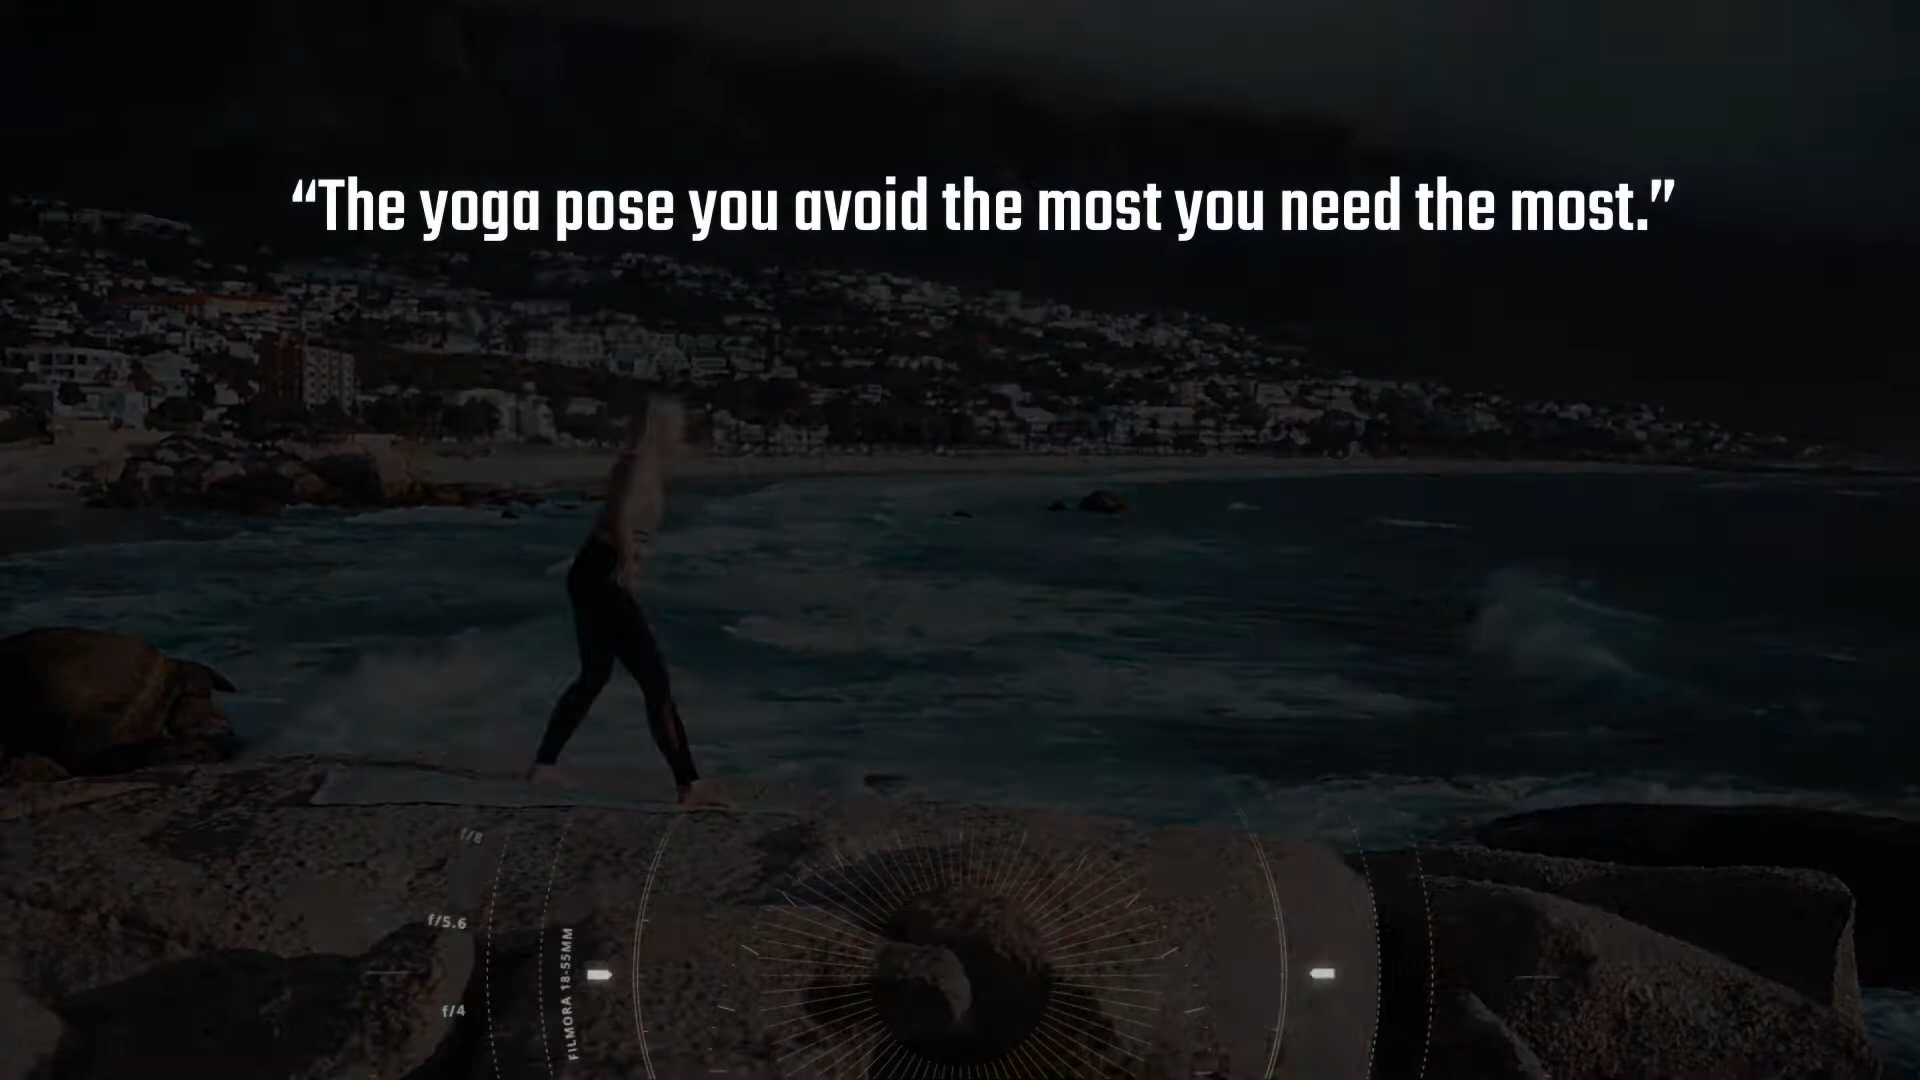 “The yoga pose you avoid the most you need the most.”
f/8
f/5.6
FILMORA 18-55MM
f/4